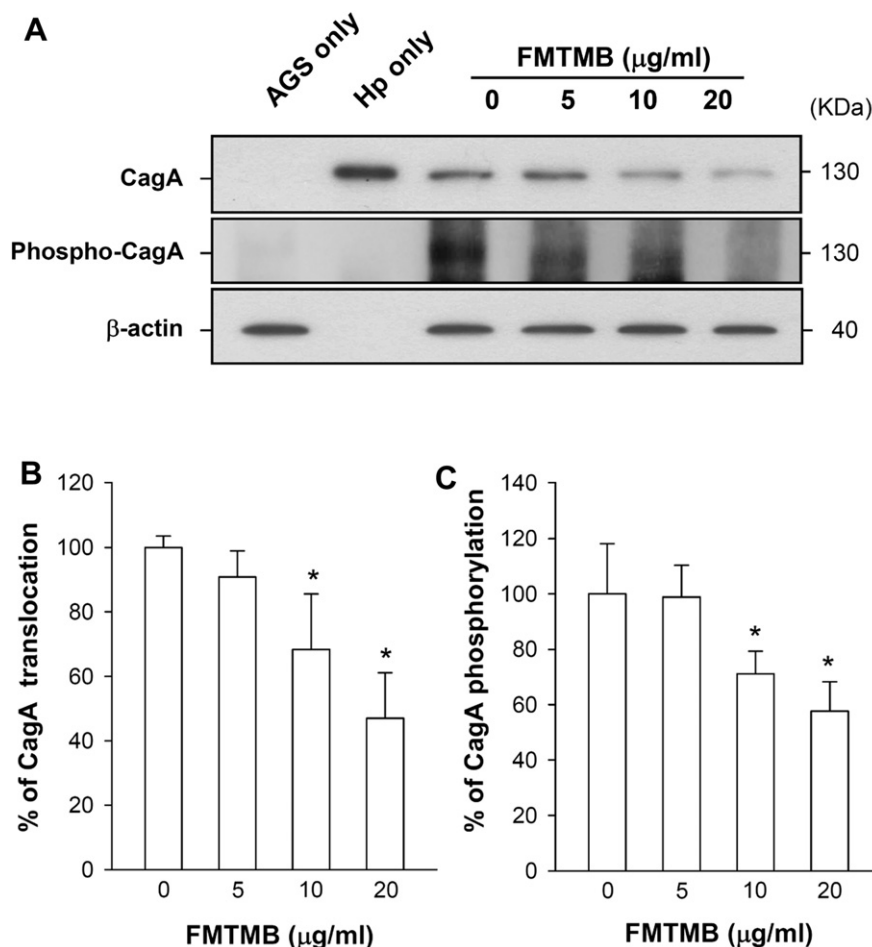 A
AGS only
Hp only
FMTMB (μg/ml)
0 5 10 20
(KDa)
CagA 130
Phospho-CagA 130
β-actin 40
B
120
100
80
60
40
20
0
% of CagA translocation
* *
0 5 10 20
FMTMB (μg/ml)
C
140
120
100
80
60
40
20
0
% of CagA phosphorylation
* *
0 5 10 20
FMTMB (μg/ml)